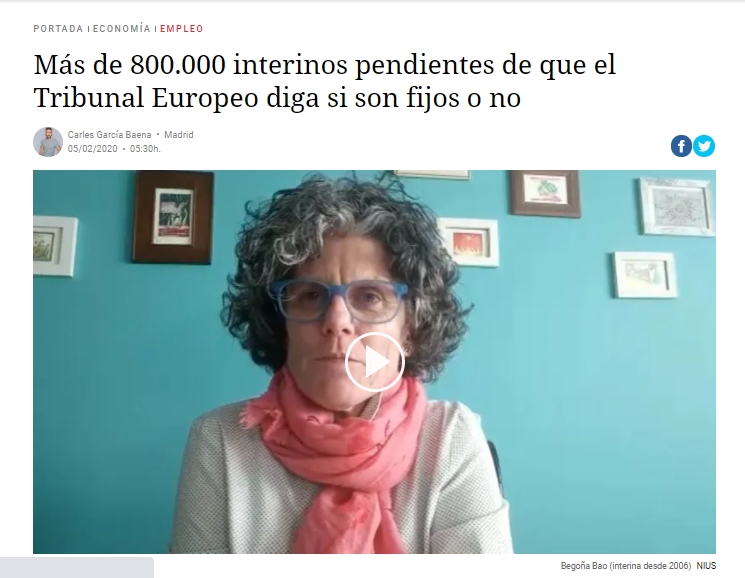 PORTADA | ECONOMÍA | EMPLEO
Más de 800.000 interinos pendientes de que el
Tribunal Europeo diga si son fijos o no
Carles García Baena • Madrid
05/02/2020 • 05:30h.
Begoña Bao (interina desde 2006) NIUS